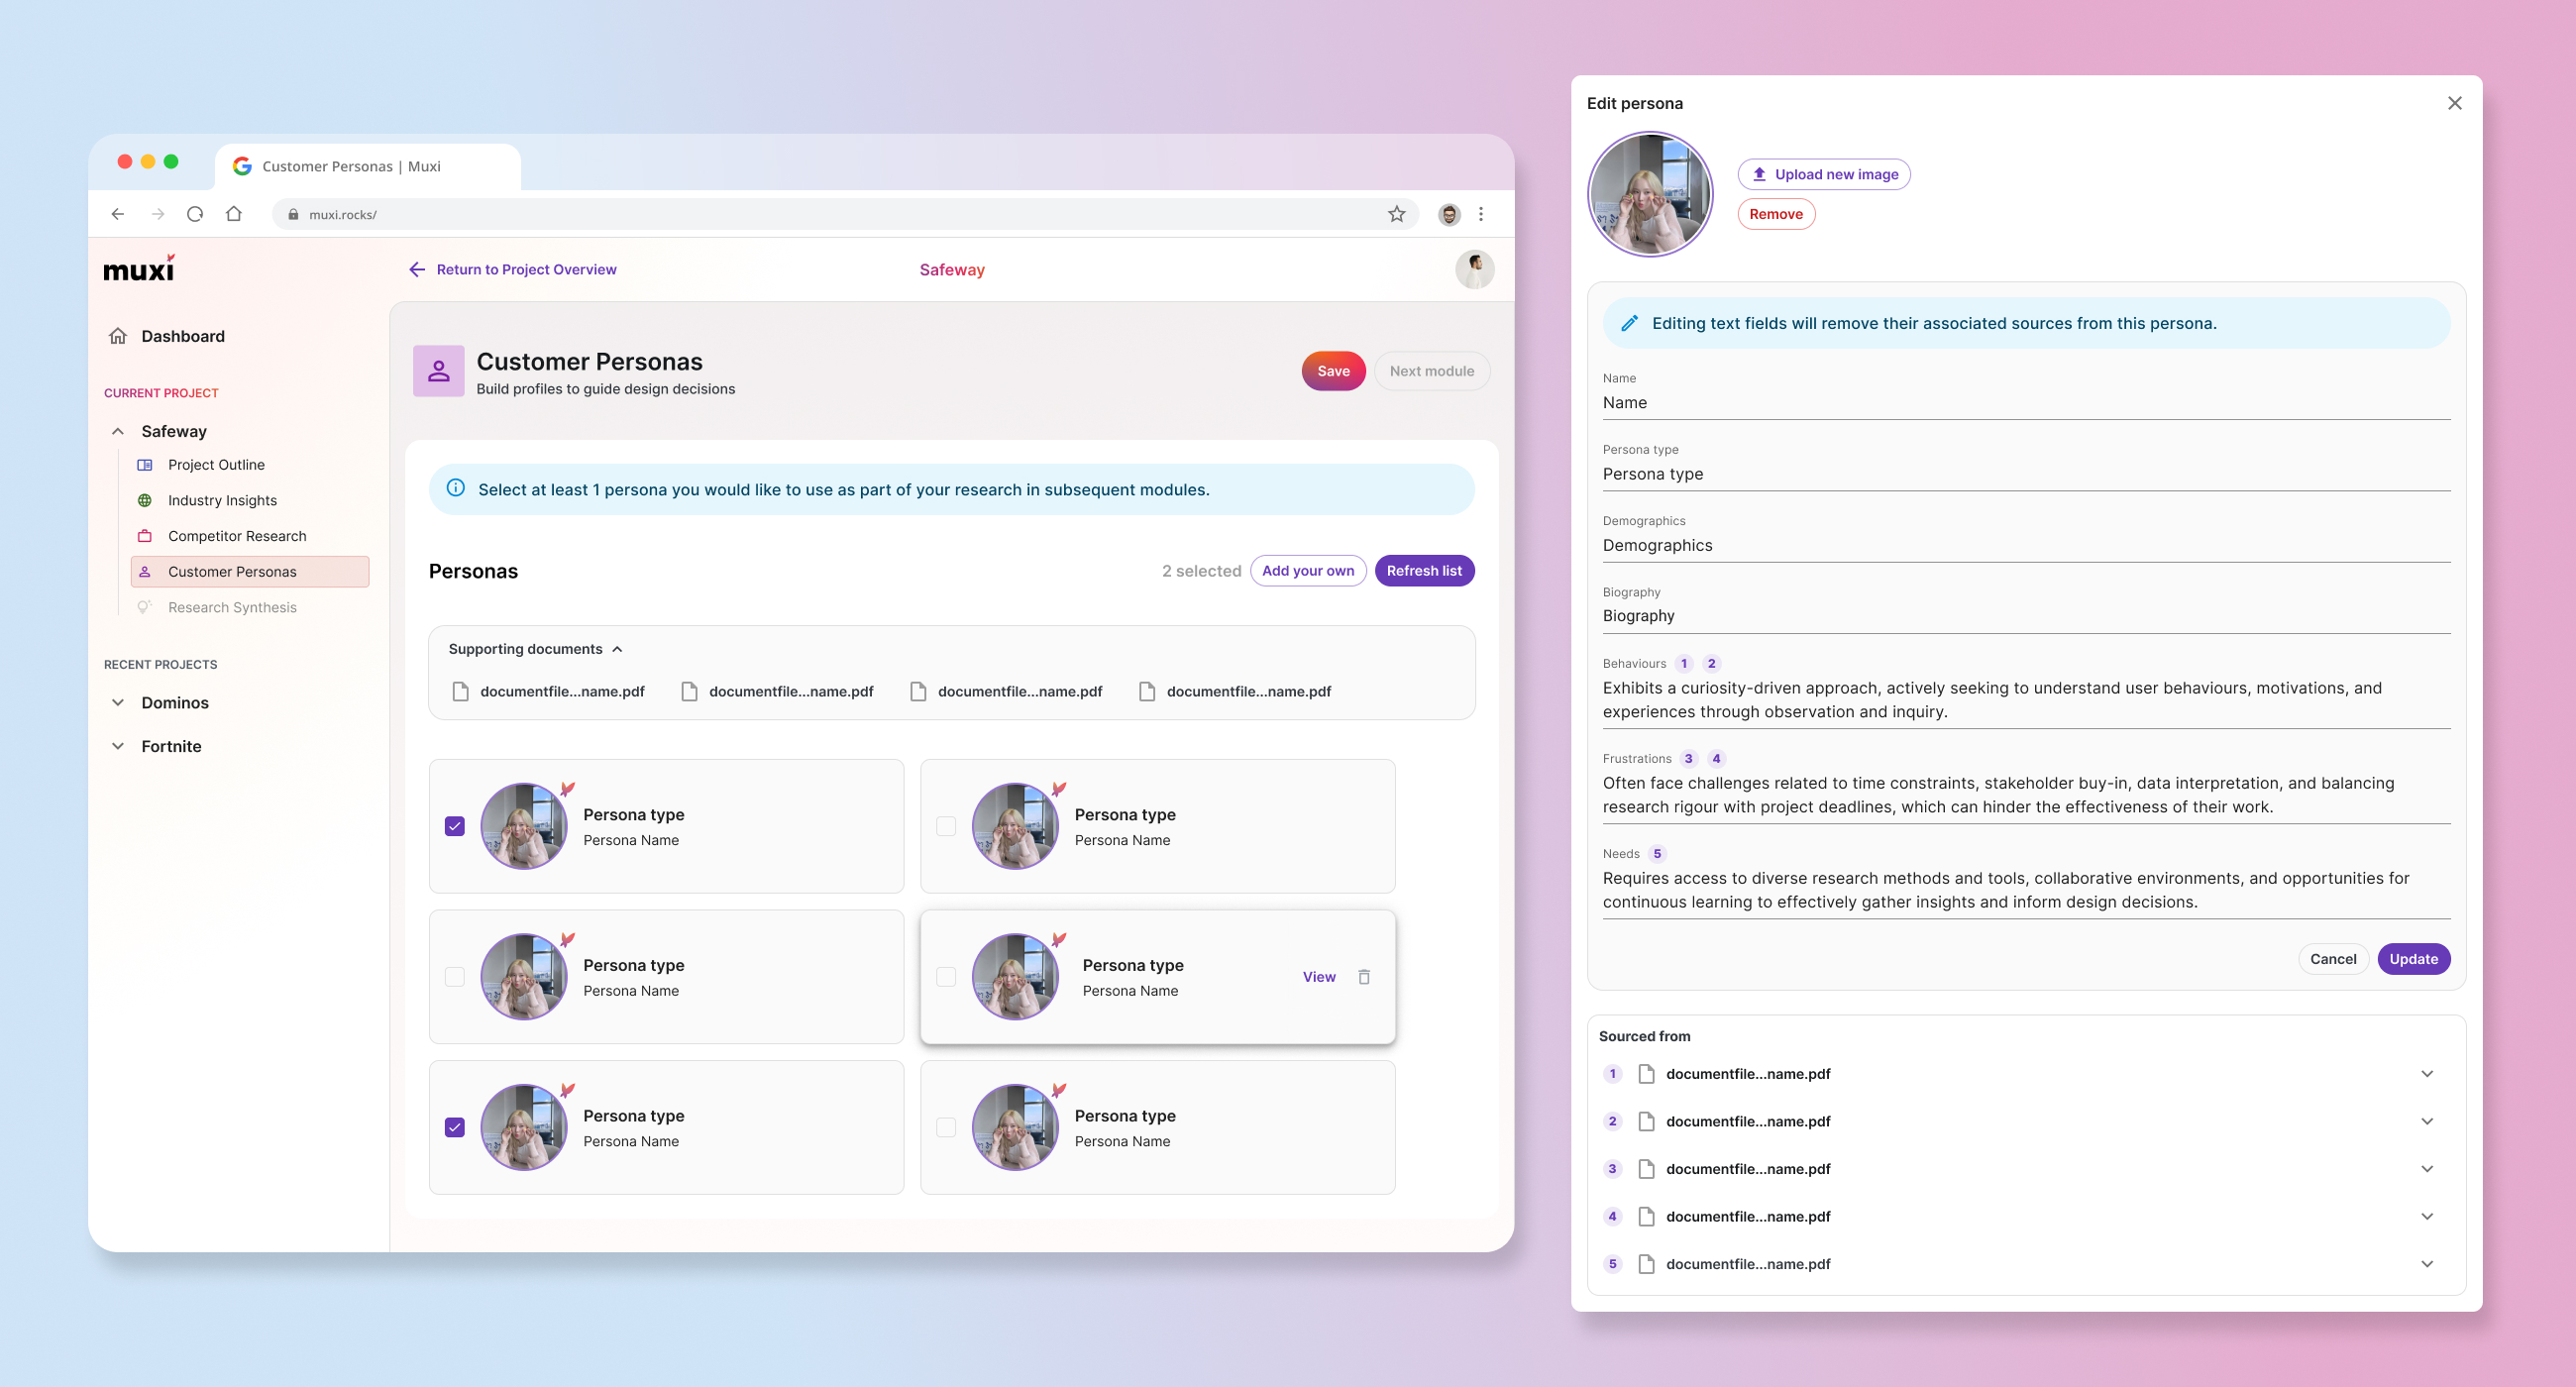 Customer Personas | Muxi
muxi.rocks/
muxi
Return to Project Overview
Safeway
Dashboard
CURRENT PROJECT
Safeway
Project Outline
Industry Insights
Competitor Research
Customer Personas
Research Synthesis
RECENT PROJECTS
Dominos
Fortnite
Customer Personas
Build profiles to guide design decisions
Save
Next module
Select at least 1 persona you would like to use as part of your research in subsequent modules.
Personas
2 selected
Add your own
Refresh list
Supporting documents
documentfile...name.pdf
documentfile...name.pdf
documentfile...name.pdf
documentfile...name.pdf
Persona type
Persona Name
Persona type
Persona Name
Persona type
Persona Name
Persona type
Persona Name
View
Persona type
Persona Name
Persona type
Persona Name
Edit persona
Upload new image
Remove
Editing text fields will remove their associated sources from this persona.
Name
Name
Persona type
Persona type
Demographics
Demographics
Biography
Biography
Behaviours 1 2
Exhibits a curiosity-driven approach, actively seeking to understand user behaviours, motivations, and
experiences through observation and inquiry.
Frustrations 3 4
Often face challenges related to time constraints, stakeholder buy-in, data interpretation, and balancing
research rigour with project deadlines, which can hinder the effectiveness of their work.
Needs 5
Requires access to diverse research methods and tools, collaborative environments, and opportunities for
continuous learning to effectively gather insights and inform design decisions.
Cancel
Update
Sourced from
1 documentfile...name.pdf
2 documentfile...name.pdf
3 documentfile...name.pdf
4 documentfile...name.pdf
5 documentfile...name.pdf